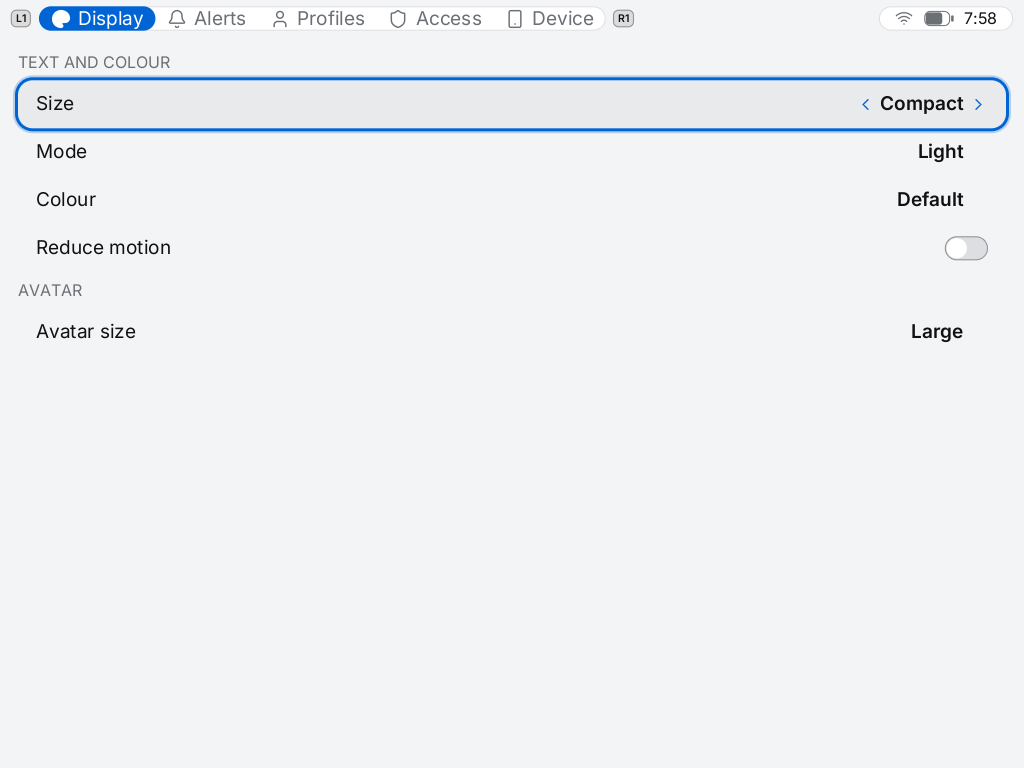 L1 Display Alerts Profiles Access Device R1 7:58
TEXT AND COLOUR
Size Compact
Mode Light
Colour Default
Reduce motion
AVATAR
Avatar size Large